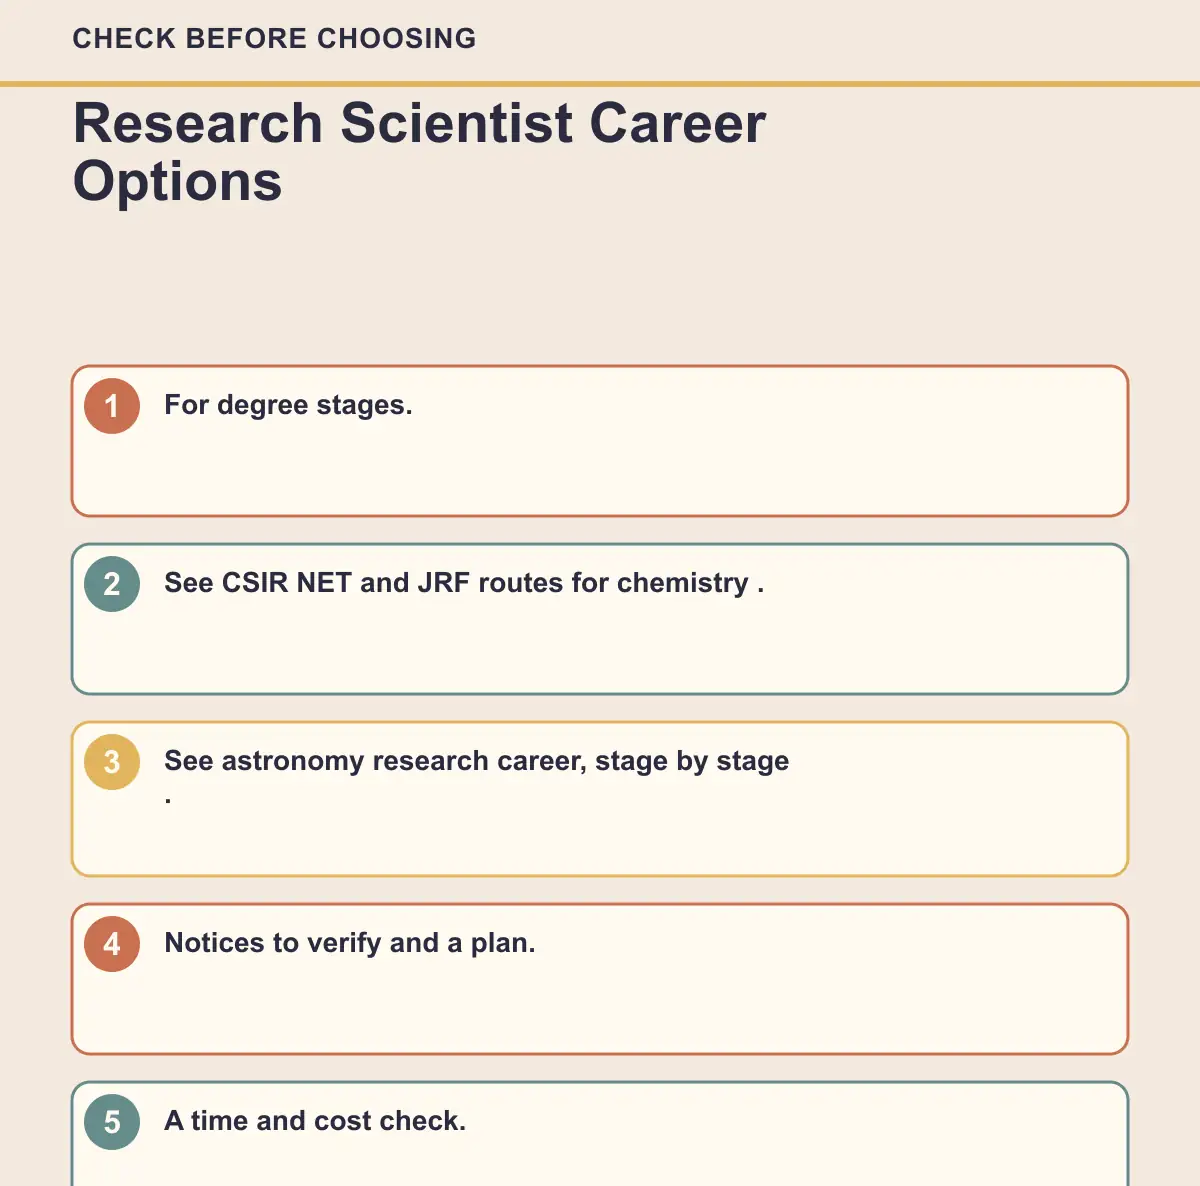 CHECK BEFORE CHOOSING
Research Scientist Career
Options
1
For degree stages.
2
See CSIR NET and JRF routes for chemistry .
3
See astronomy research career, stage by stage
.
4
Notices to verify and a plan.
5
A time and cost check.